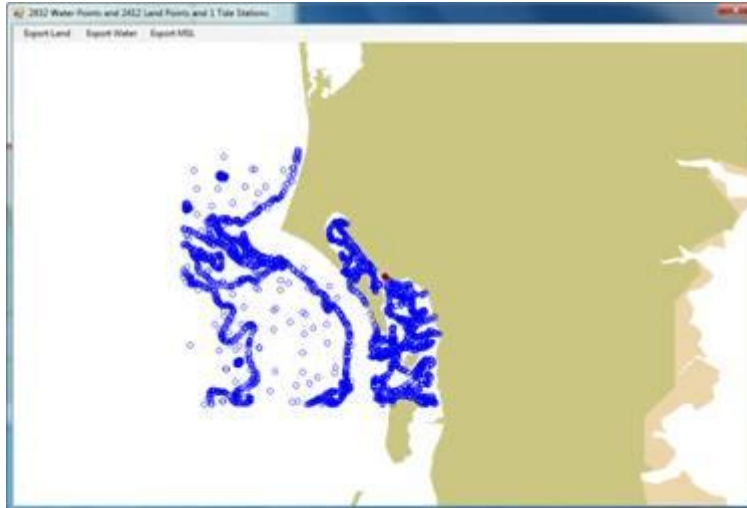 2832 Water Points and 2412 Land Points and 1 Tide Stations
Export Land Export Water Export MSL